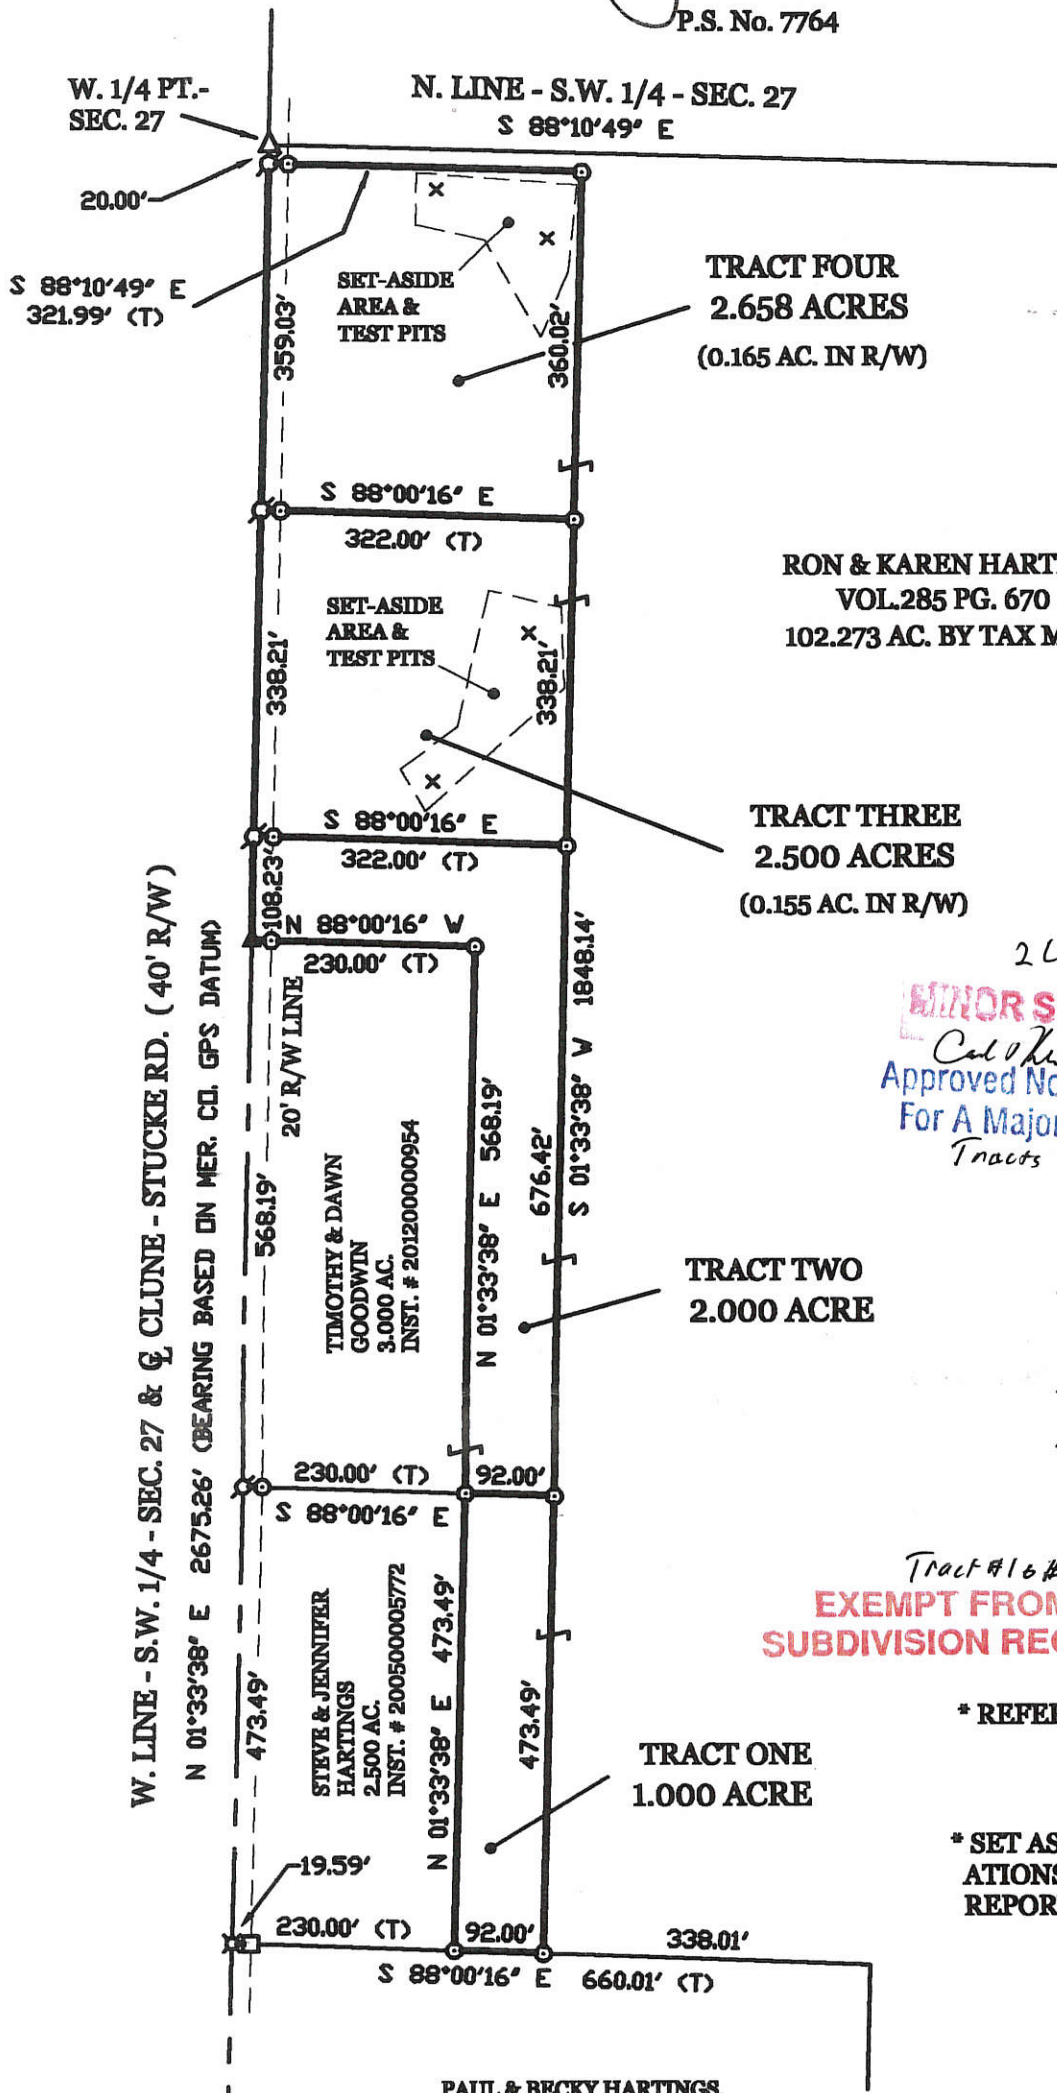 P.S. No. 7764
W. 1/4 PT.-
SEC. 27
N. LINE - S.W. 1/4 - SEC. 27
S 88°10'49" E
20.00'
S 88°10'49" E
321.99' (T)
359.03'
SET-ASIDE
AREA &
TEST PITS
360.02'
TRACT FOUR
2.658 ACRES
(0.165 AC. IN R/W)
S 88°00'16" E
322.00' (T)
RON & KAREN
VOL.285 PG. 670
102.273 AC. BY TAX
SET-ASIDE
AREA &
TEST PITS
338.21'
338.21'
S 88°00'16" E
322.00' (T)
TRACT THREE
2.500 ACRES
(0.155 AC. IN R/W)
108.23'
N 88°00'16" W
230.00' (T)
20' R/W LINE
W. LINE - S.W. 1/4 - SEC. 27 & ℄ CLUNE - STUCKE RD. (40' R/W)
N 01°33'38" E 2675.26' (BEARING BASED ON MER. CO. GPS DATUM)
568.19'
TIMOTHY & DAWN
GOODWIN
3.000 AC.
INST. # 201200000954
N 01°33'38" E 568.19'
676.42'
S 01°33'38" W 1848.14'
2
MINOR S
Approved
For A Major
Tracts
TRACT TWO
2.000 ACRE
230.00' (T)
92.00'
S 88°00'16" E
Tract #1
EXEMPT FROM
SUBDIVISION
473.49'
STEVE & JENNIFER
HARTINGS
2.500 AC.
INST. # 200500005772
N 01°33'38" E 473.49'
473.49'
* REFE
TRACT ONE
1.000 ACRE
* SET AS
ATIONS
REPOR
19.59'
230.00' (T)
92.00'
338.01'
S 88°00'16" E
660.01' (T)
PAUL & BECKY HARTINGS